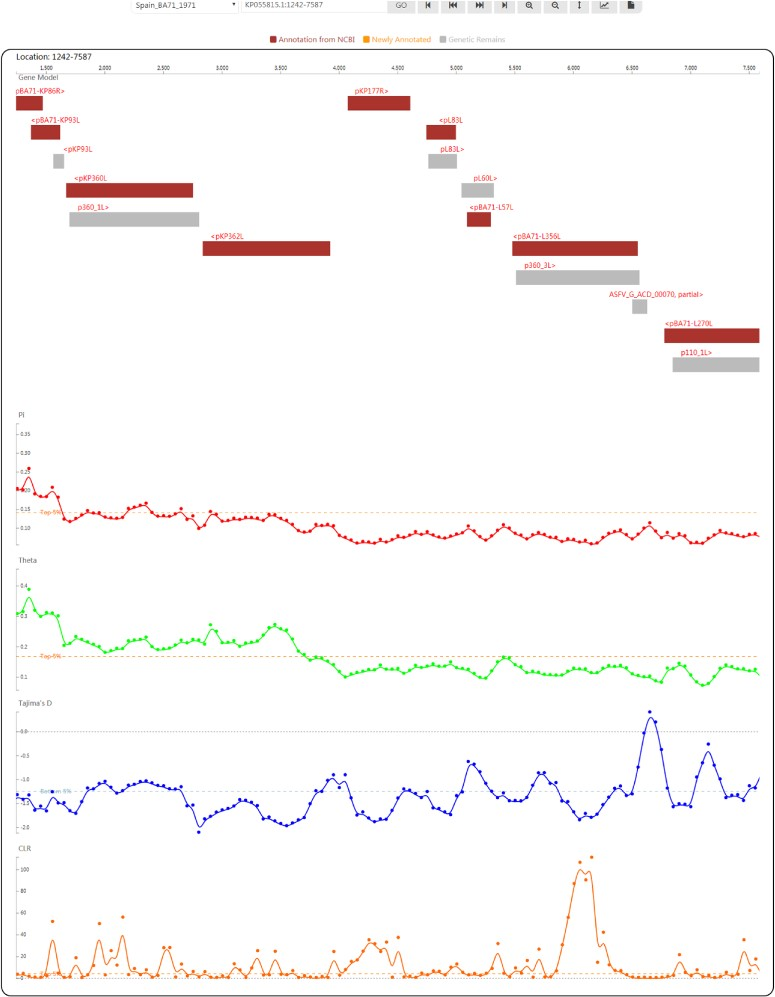 Spain_BA71_1971 KP055815.1:1242-7587 GO
Annotation from NCBI Newly Annotated Genetic Remains
Location: 1242-7587
1.500 2.000 2.500 3.000 3.500 4.000 4.500 5.000 5.500 6.000 6.500 7.000 7.500
Gene Model
pBA71-KP86R> pKP177R>
<pBA71-KP93L <pL83L
<pKP93L pL83L>
<pKP360L pL60L>
p360_1L> <pBA71-L57L
<pKP362L <pBA71-L356L
p360_3L>
ASFV_G_ACD_00070, partial>
<pBA71-L270L
p110_1L>
Pi
0.35
0.30
0.25
0.20
0.15
Top 5%
0.10
Theta
0.4
0.3
0.2
Top 5%
0.1
Tajima's D
0.0
-0.5
-1.0
Bottom 5%
-1.5
-2.0
CLR
100
80
60
40
20
0